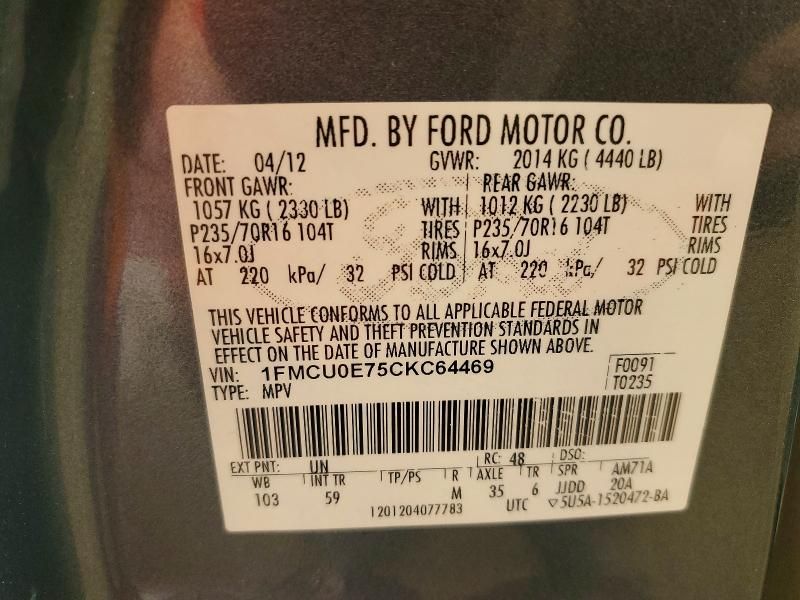 MFD. BY FORD MOTOR CO.
DATE: 04/12 GVWR: 2014 KG ( 4440 LB)
FRONT GAWR: REAR GAWR:
1057 KG ( 2330 LB) WITH 1012 KG ( 2230 LB) WITH
P235/70R16 104T TIRES P235/70R16 104T TIRES
16x7.0J RIMS 16x7.0J RIMS
AT 220 kPa/ 32 PSI COLD AT 220 kPa/ 32 PSI COLD
THIS VEHICLE CONFORMS TO ALL APPLICABLE FEDERAL MOTOR
VEHICLE SAFETY AND THEFT PREVENTION STANDARDS IN
EFFECT ON THE DATE OF MANUFACTURE SHOWN ABOVE.
VIN: 1FMCU0E75CKC64469 F0091
TYPE: MPV T0235
EXT PNT: UN RC: 48 DSO:
WB INT TR TP/PS R AXLE TR SPR AM71A
103 59 M 35 6 JJDD 20A
1201204077783 UTC ▽5U5A-1520472-BA